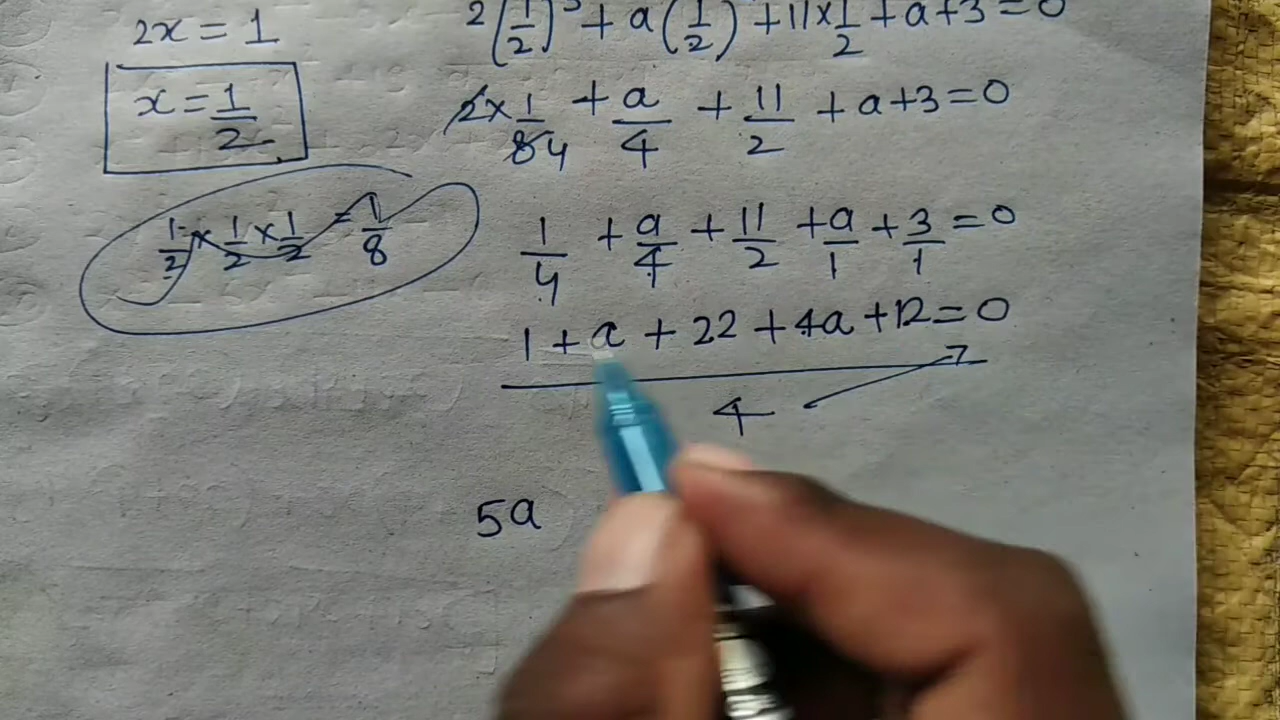 2x = 1
2(1/2)³ + a(1/2) + 11×1/2 + a+3 = 0
x = 1/2
2×1/84 + a/4 + 11/2 + a+3 = 0
1/2 × 1/2 × 1/2 = 1/8
1/4 + a/4 + 11/2 + a/1 + 3/1 = 0
1 + a + 22 + 4a + 12 = 0
4
5a